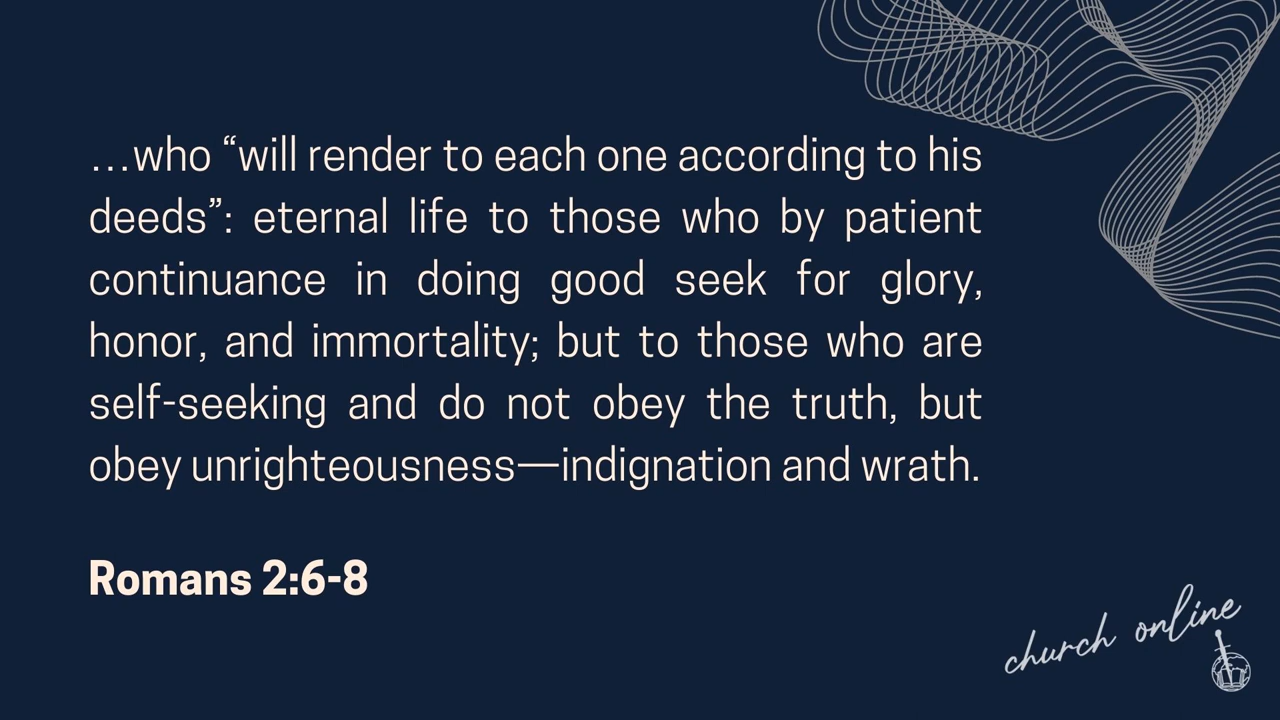 …who “will render to each one according to his
deeds”: eternal life to those who by patient
continuance in doing good seek for glory,
honor, and immortality; but to those who are
self-seeking and do not obey the truth, but
obey unrighteousness—indignation and wrath.
Romans 2:6-8
church online